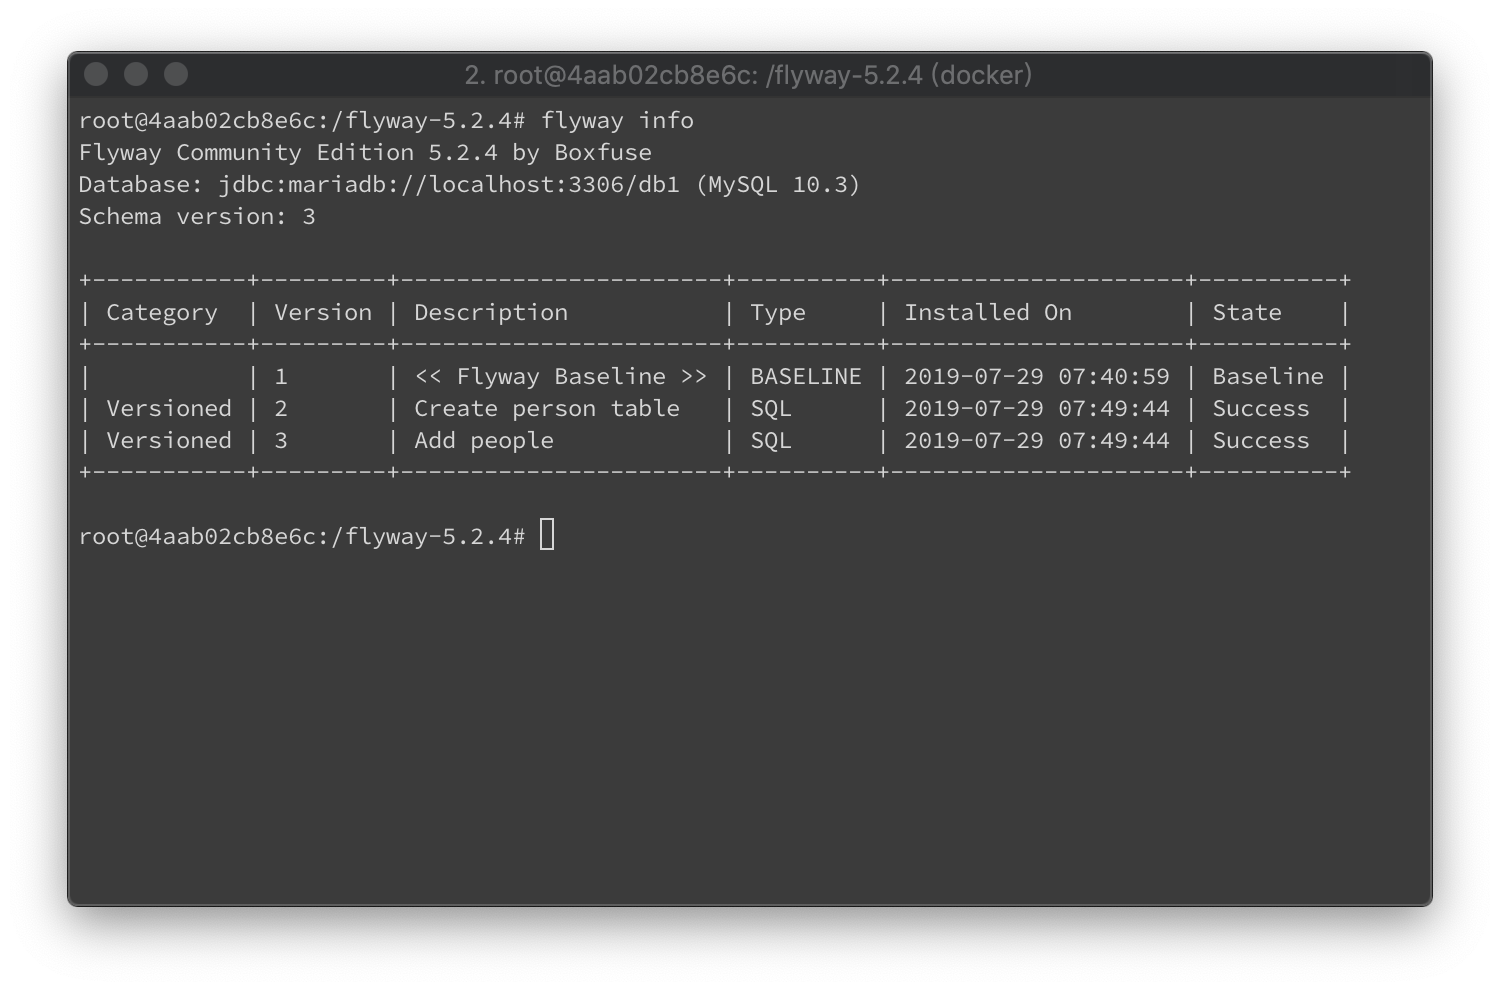 2. root@4aab02cb8e6c: /flyway-5.2.4 (docker)
root@4aab02cb8e6c:/flyway-5.2.4# flyway info
Flyway Community Edition 5.2.4 by Boxfuse
Database: jdbc:mariadb://localhost:3306/db1 (MySQL 10.3)
Schema version: 3

+-----------+---------+-----------------------+----------+---------------------+----------+
| Category  | Version | Description           | Type     | Installed On        | State    |
+-----------+---------+-----------------------+----------+---------------------+----------+
|           | 1       | << Flyway Baseline >> | BASELINE | 2019-07-29 07:40:59 | Baseline |
| Versioned | 2       | Create person table   | SQL      | 2019-07-29 07:49:44 | Success  |
| Versioned | 3       | Add people            | SQL      | 2019-07-29 07:49:44 | Success  |
+-----------+---------+-----------------------+----------+---------------------+----------+

root@4aab02cb8e6c:/flyway-5.2.4#